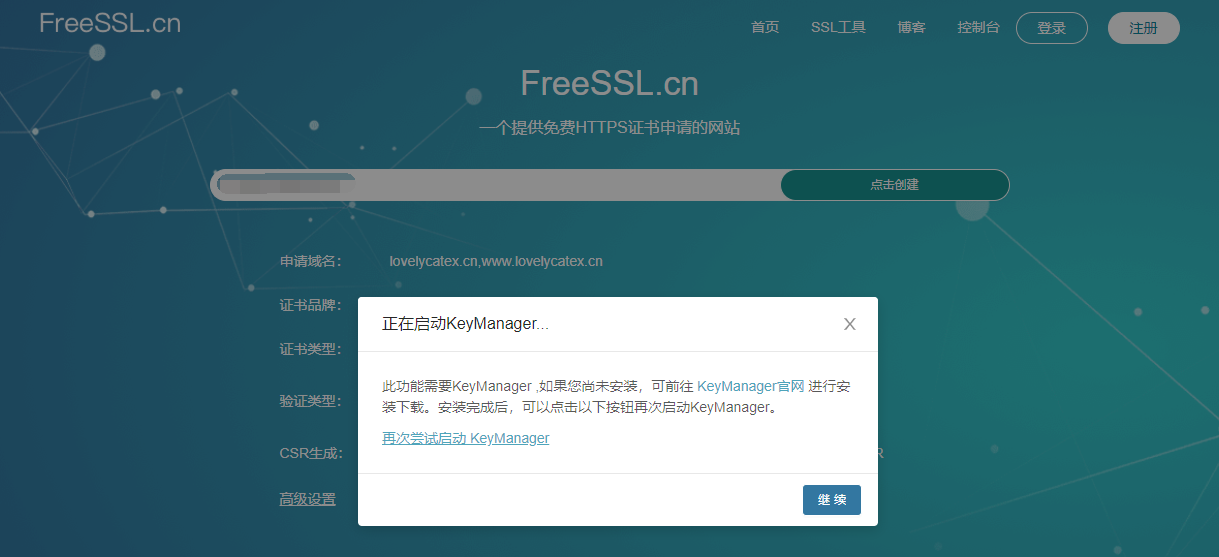 FreeSSL.cn
首页 SSL工具 博客 控制台 登录 注册
FreeSSL.cn
一个提供免费HTTPS证书申请的网站
点击创建
申请域名: lovelycatex.cn,www.lovelycatex.cn
证书品牌:
证书类型:
验证类型:
CSR生成:
R
高级设置
正在启动KeyManager...
此功能需要KeyManager ,如果您尚未安装，可前往 KeyManager官网 进行安
装下载。安装完成后，可以点击以下按钮再次启动KeyManager。
再次尝试启动 KeyManager
继 续